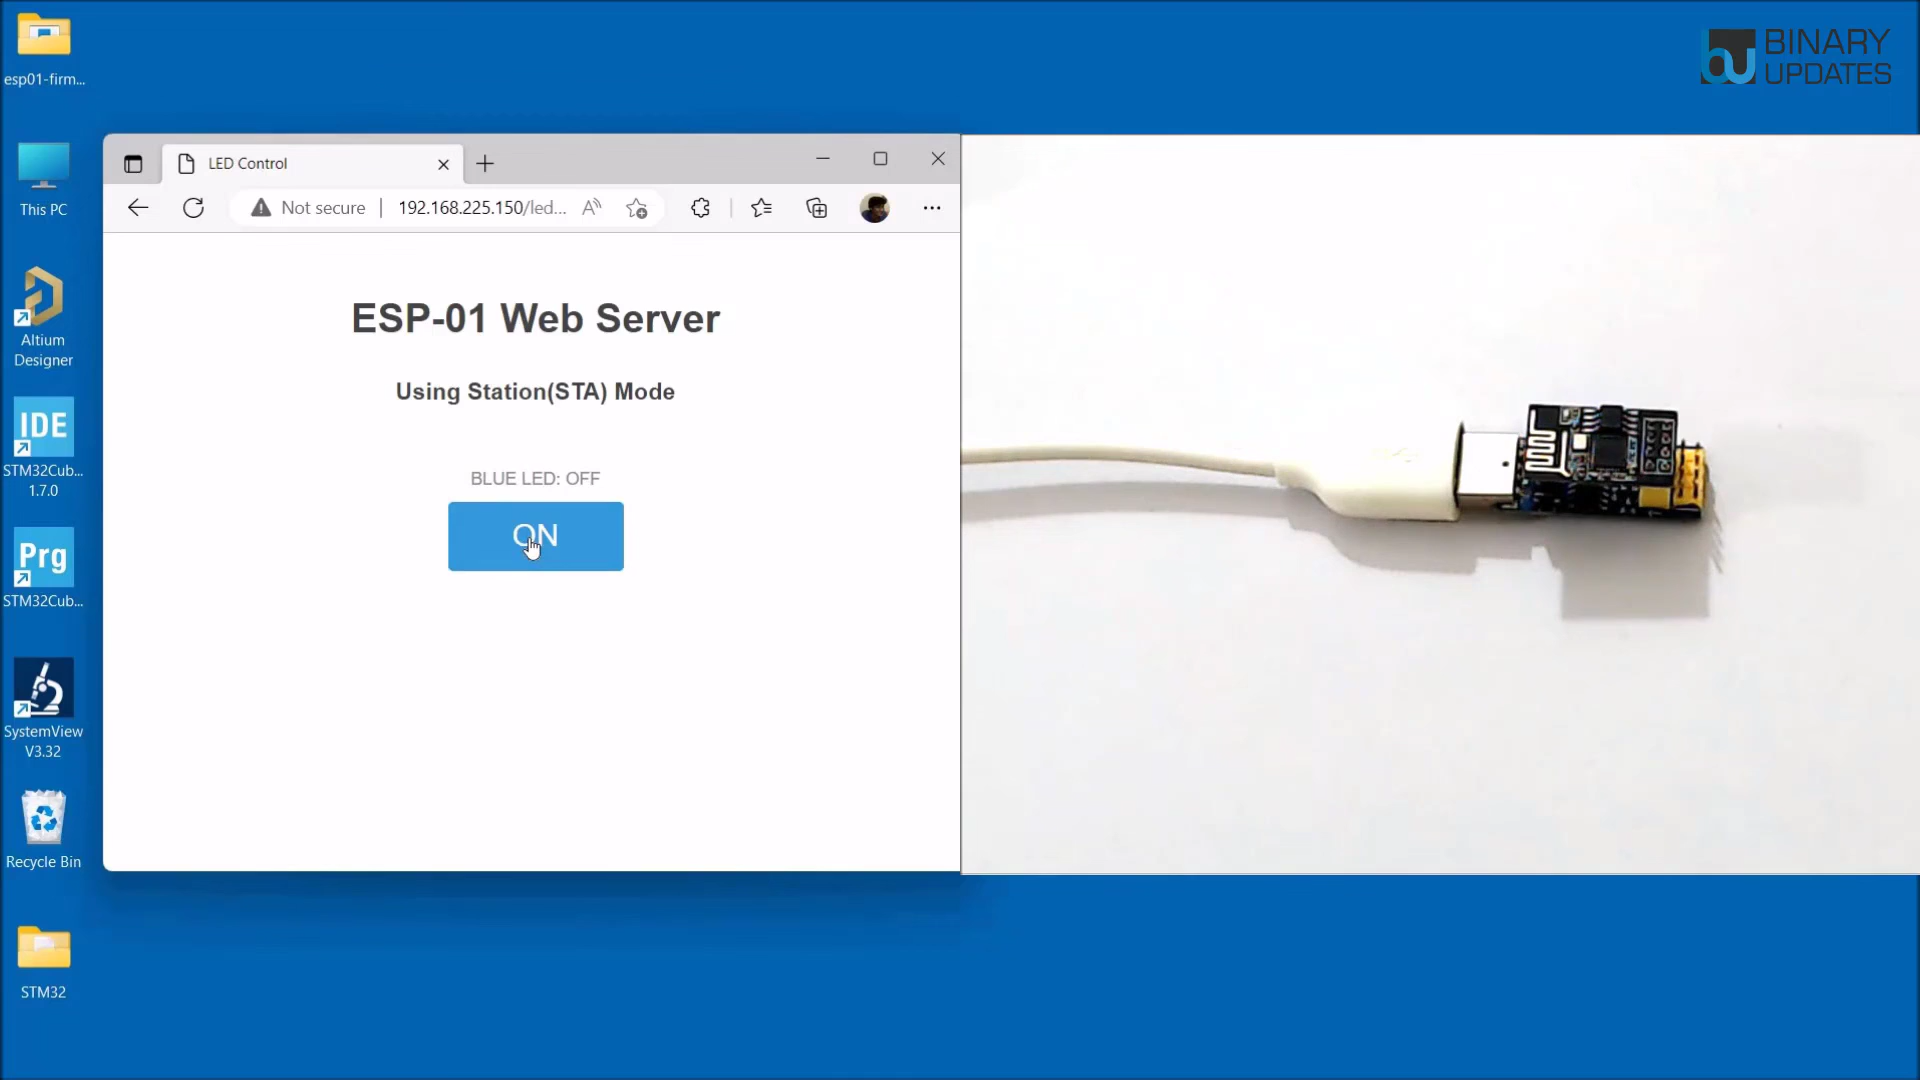 esp01-firm...
BINARY
UPDATES
This PC
Altium
Designer
IDE
STM32Cub...
1.7.0
Prg
STM32Cub...
SystemView
V3.32
Recycle Bin
STM32
LED Control
Not secure
192.168.225.150/led...
ESP-01 Web Server
Using Station(STA) Mode
BLUE LED: OFF
ON